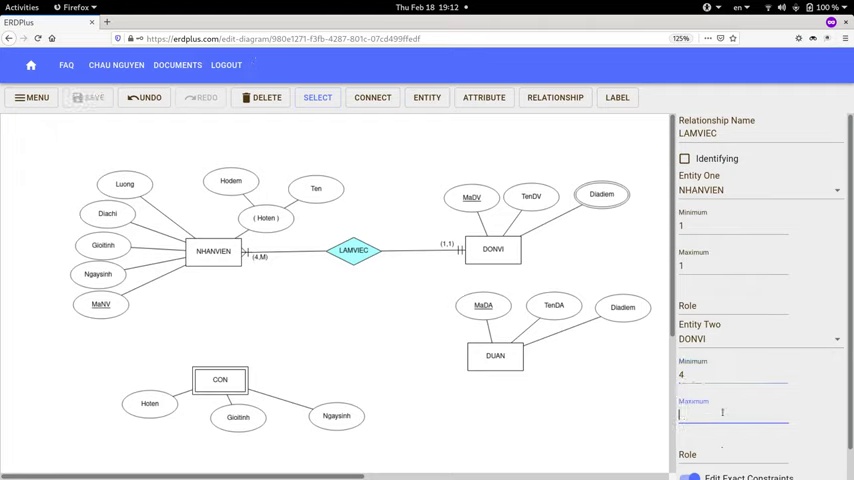 Activities
Firefox
Thu Feb 18 19:12
en
100 %
ERDPlus
https://erdplus.com/edit-diagram/980e1271-f3fb-4287-801c-07cd499ffedf
125%
FAQ
CHAU NGUYEN
DOCUMENTS
LOGOUT
MENU
SAVE
UNDO
REDO
DELETE
SELECT
CONNECT
ENTITY
ATTRIBUTE
RELATIONSHIP
LABEL
Luong
Hodem
Ten
Diachi
( Hoten )
Gioitinh
NHANVIEN
Ngaysinh
MaNV
(4,M)
LAMVIEC
(1,1)
MaDV
TenDV
Diadiem
DONVI
MaDA
TenDA
Diadiem
DUAN
CON
Hoten
Gioitinh
Ngaysinh
Relationship Name
LAMVIEC
Identifying
Entity One
NHANVIEN
Minimum
1
Maximum
1
Role
Entity Two
DONVI
Minimum
4
Maximum
Role
Edit Exact Constraints